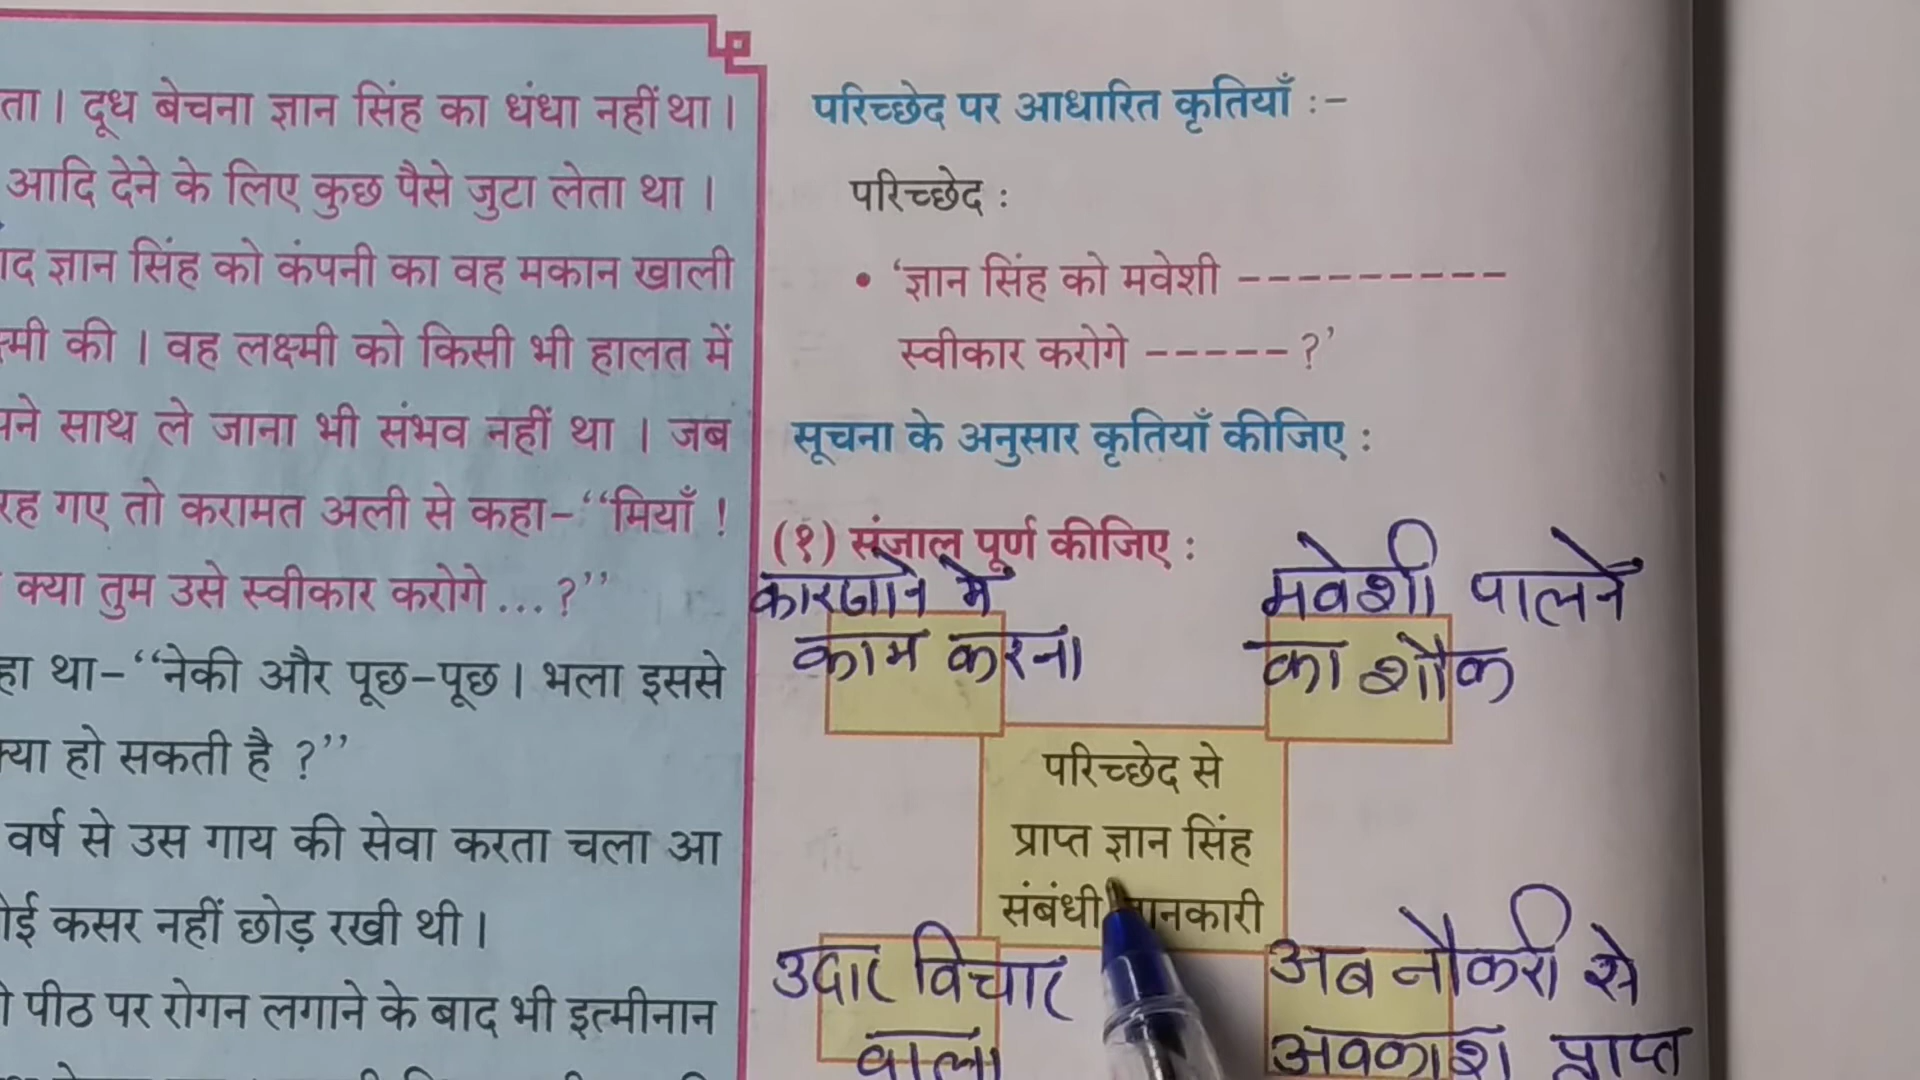 ता । दूध बेचना ज्ञान सिंह का धंधा नहीं था ।
आदि देने के लिए कुछ पैसे जुटा लेता था ।
ज्ञान सिंह को कंपनी का वह मकान खाली
की । वह लक्ष्मी को किसी भी हालत में
साथ ले जाना भी संभव नहीं था । जब
गए तो करामत अली से कहा-‘‘मियाँ !
क्या तुम उसे स्वीकार करोगे...?’’
था-‘‘नेकी और पूछ-पूछ । भला इससे
हो सकती है ?’’
वर्ष से उस गाय की सेवा करता चला आ
कसर नहीं छोड़ रखी थी ।
पीठ पर रोगन लगाने के बाद भी इत्मीनान
परिच्छेद पर आधारित कृतियाँ :-
परिच्छेद :
• ‘ज्ञान सिंह को मवेशी ---------
स्वीकार करोगे -----?’
सूचना के अनुसार कृतियाँ कीजिए :
(१) संजाल पूर्ण कीजिए :
कारखाने में
काम करना
मवेशी पालने
का शौक
परिच्छेद से
प्राप्त ज्ञान सिंह
संबंधी
उदार विचार
वाला
अब नौकरी से
अवकाश प्राप्त